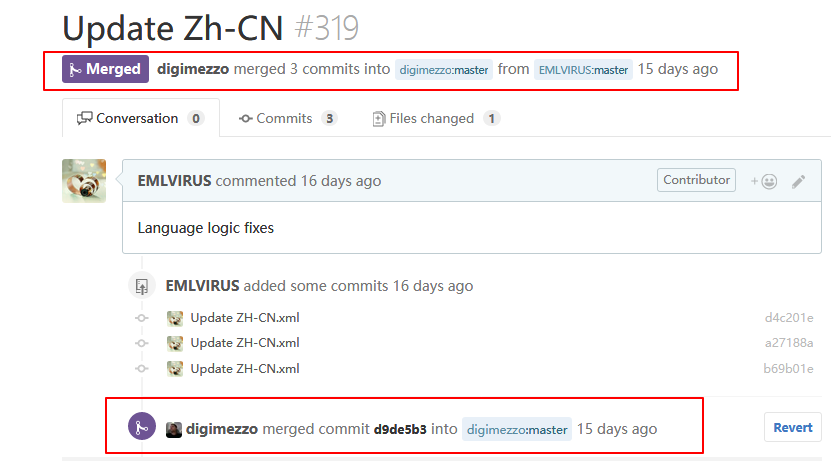 Update Zh-CN #319
Merged digimezzo merged 3 commits into digimezzo:master from EMLVIRUS:master 15 days ago
Conversation 0 Commits 3 Files changed 1
EMLVIRUS commented 16 days ago Contributor +
Language logic fixes
EMLVIRUS added some commits 16 days ago
Update ZH-CN.xml d4c201e
Update ZH-CN.xml a27188a
Update ZH-CN.xml b69b01e
digimezzo merged commit d9de5b3 into digimezzo:master 15 days ago Revert